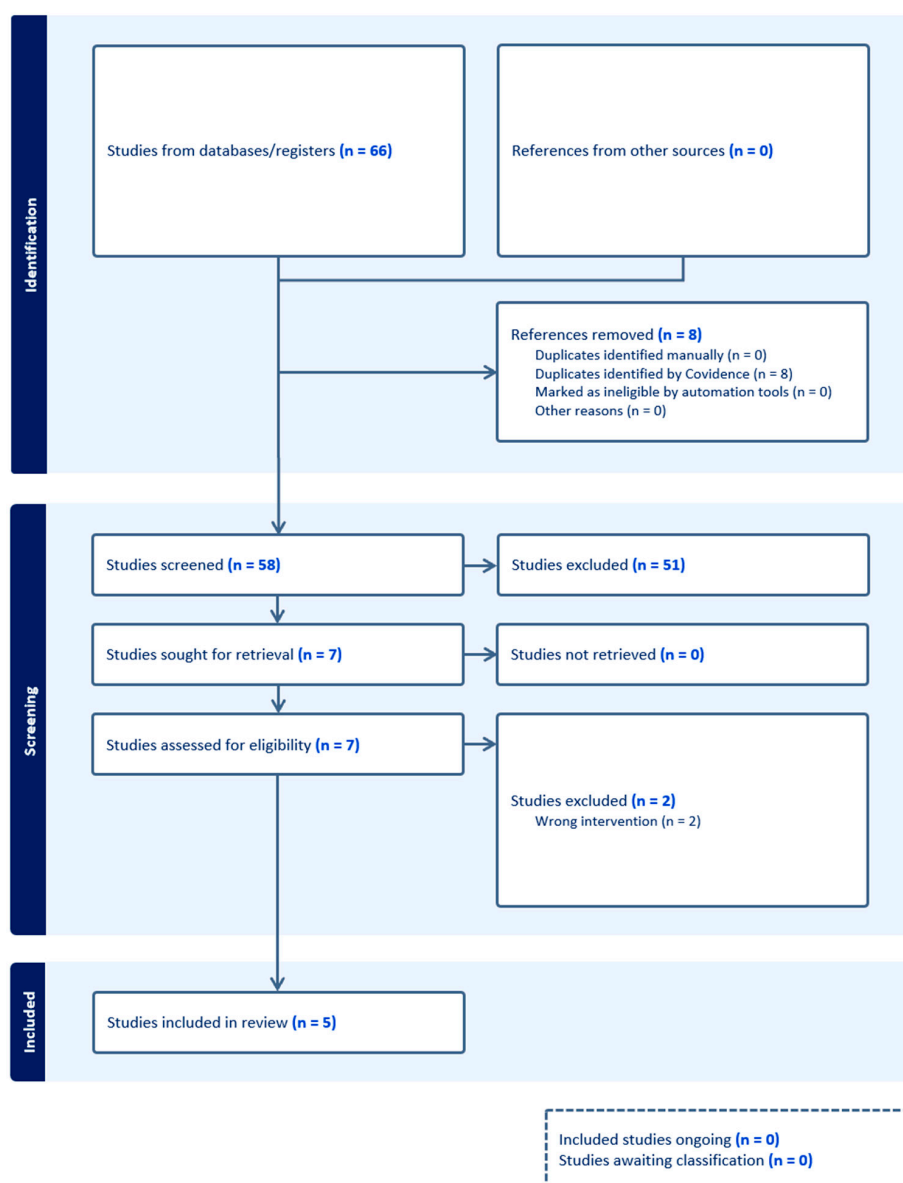 Identification
Studies from databases/registers (n = 66)
References from other sources (n = 0)
References removed (n = 8)
Duplicates identified manually (n = 0)
Duplicates identified by Covidence (n = 8)
Marked as ineligible by automation tools (n = 0)
Other reasons (n = 0)
Screening
Studies screened (n = 58)
Studies excluded (n = 51)
Studies sought for retrieval (n = 7)
Studies not retrieved (n = 0)
Studies assessed for eligibility (n = 7)
Studies excluded (n = 2)
Wrong intervention (n = 2)
Included
Studies included in review (n = 5)
Included studies ongoing (n = 0)
Studies awaiting classification (n = 0)